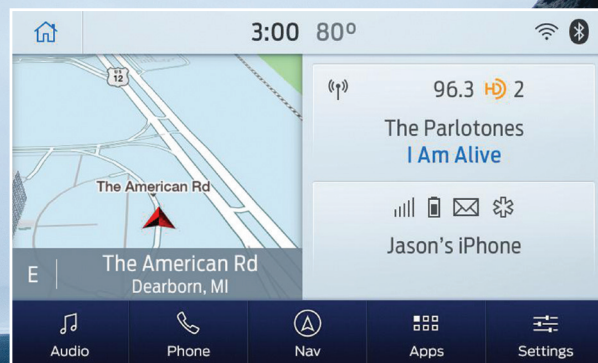 3:00 80º
U.S.
12
The American Rd
E
The American Rd
Dearborn, MI
96.3 HD 2
The Parlotones
I Am Alive
Jason's iPhone
Audio
Phone
Nav
Apps
Settings